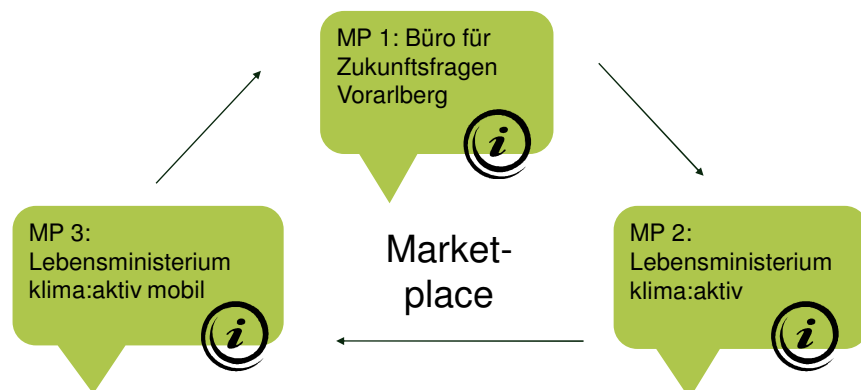 MP 1: Büro für
Zukunftsfragen
Vorarlberg
i
MP 3:
Lebensministerium
klima:aktiv mobil
i
Market-
place
MP 2:
Lebensministerium
klima:aktiv
i